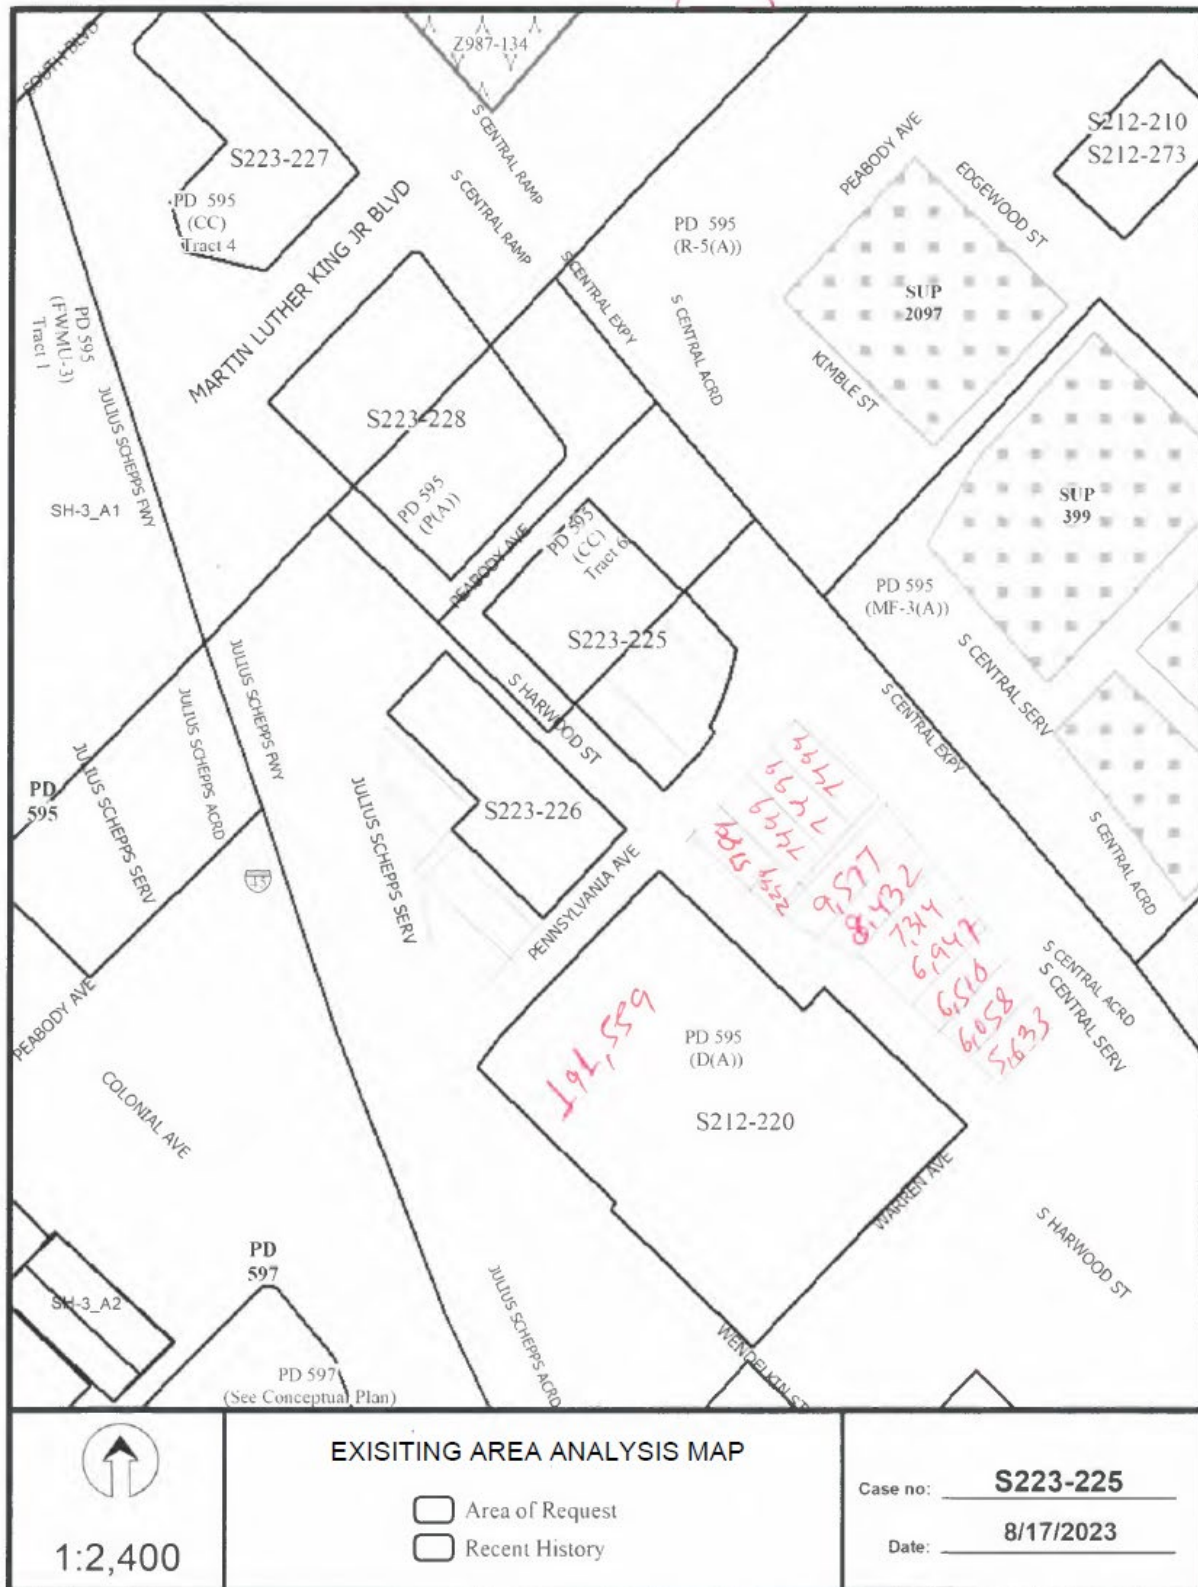 Z987-134
SOUTH BLVD
S CENTRAL RAMP
S212-210
S212-273
PEABODY AVE
EDGEWOOD ST
S223-227
S CENTRAL RAMP
PD 595
(CC)
Tract 4
MARTIN LUTHER KING JR BLVD
PD 595
(R-5(A))
S CENTRAL EXPY
SUP
2097
PD 595
(FWMU-3)
Tract 1
S CENTRAL ACRD
KIMBLE ST
JULIUS SCHEPPS FWY
S223-228
SH-3_A1
PD 595
(P(A))
SUP
399
PEABODY AVE
PD 595
(CC)
Tract 6
PD 595
(MF-3(A))
S223-225
JULIUS SCHEPPS FWY
S CENTRAL SERV
S HARWOOD ST
JULIUS SCHEPPS ACRD
S CENTRAL EXPY
PD
595
JULIUS SCHEPPS SERV
JULIUS SCHEPPS SERV
S223-226
7499
7499
7499
S CENTRAL ACRD
45
PENNSYLVANIA AVE
9,577
8,432
7,314
6,947
6,510
6,058
5,633
S CENTRAL ACRD
S CENTRAL SERV
PEABODY AVE
191,559
PD 595
(D(A))
COLONIAL AVE
S212-220
WARREN AVE
S HARWOOD ST
PD
597
SH-3_A2
JULIUS SCHEPPS ACRD
WENDELKIN ST
PD 597
(See Conceptual Plan)
EXISITING AREA ANALYSIS MAP
Area of Request
Recent History
1:2,400
Case no: S223-225
Date: 8/17/2023